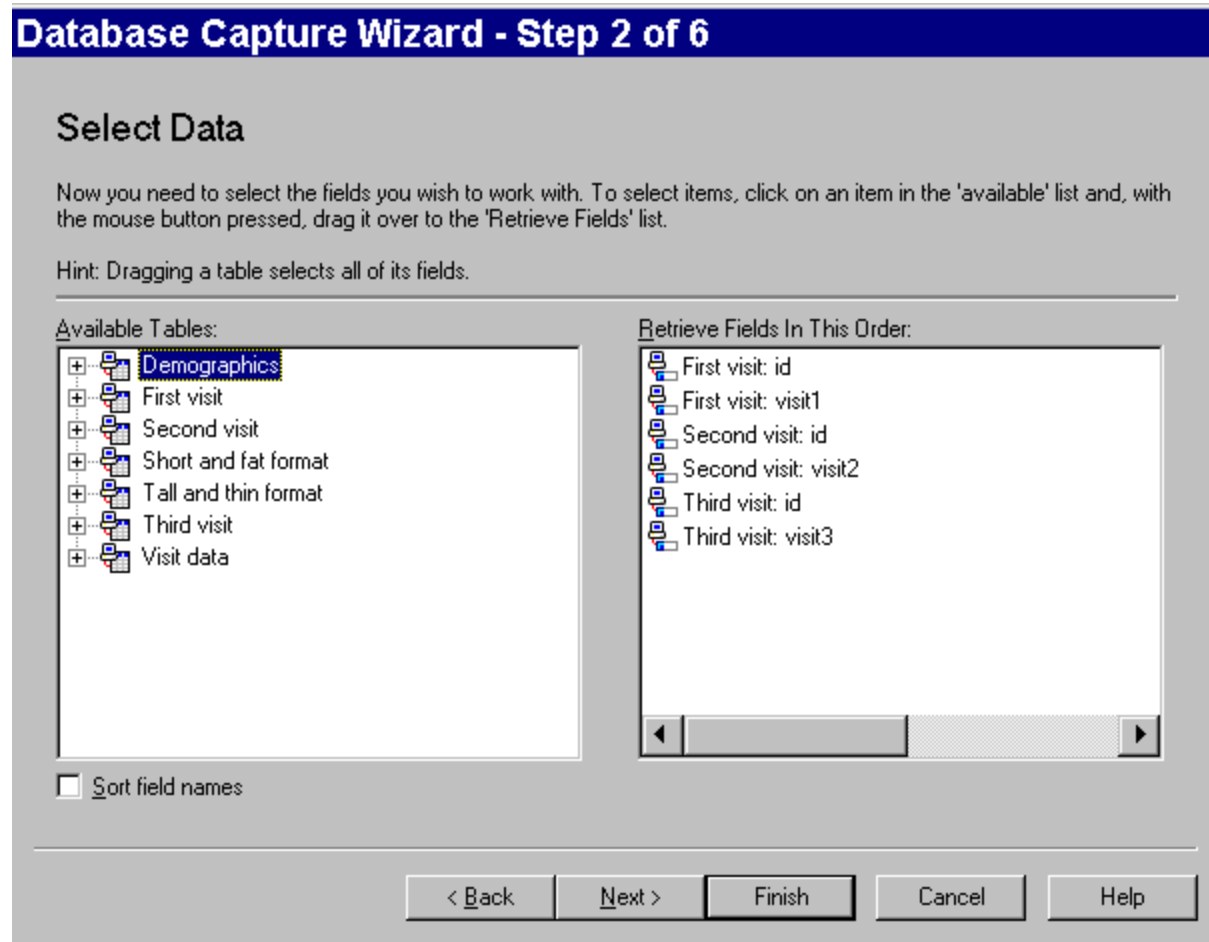 Database Capture Wizard - Step 2 of 6
Select Data
Now you need to select the fields you wish to work with. To select items, click on an item in the 'available' list and, with
the mouse button pressed, drag it over to the 'Retrieve Fields' list.
Hint: Dragging a table selects all of its fields.
Available Tables:
Demographics
First visit
Second visit
Short and fat format
Tall and thin format
Third visit
Visit data
Retrieve Fields In This Order:
First visit: id
First visit: visit1
Second visit: id
Second visit: visit2
Third visit: id
Third visit: visit3
Sort field names
< Back Next > Finish Cancel Help